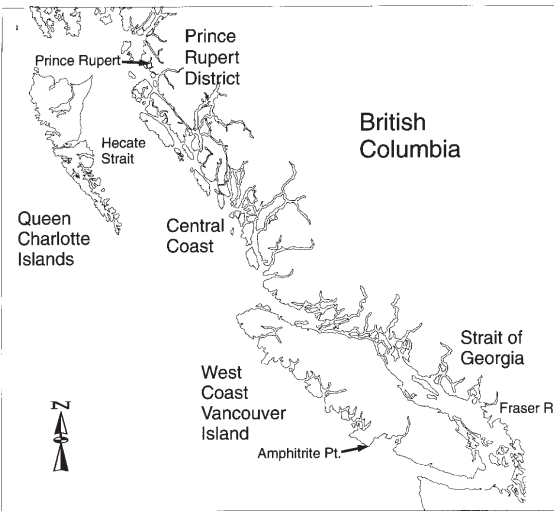 Prince
Rupert
District
Prince Rupert
British
Columbia
Hecate
Strait
Queen
Charlotte
Islands
Central
Coast
Strait of
Georgia
West
Coast
Vancouver
Island
Fraser R
Amphitrite Pt.
N